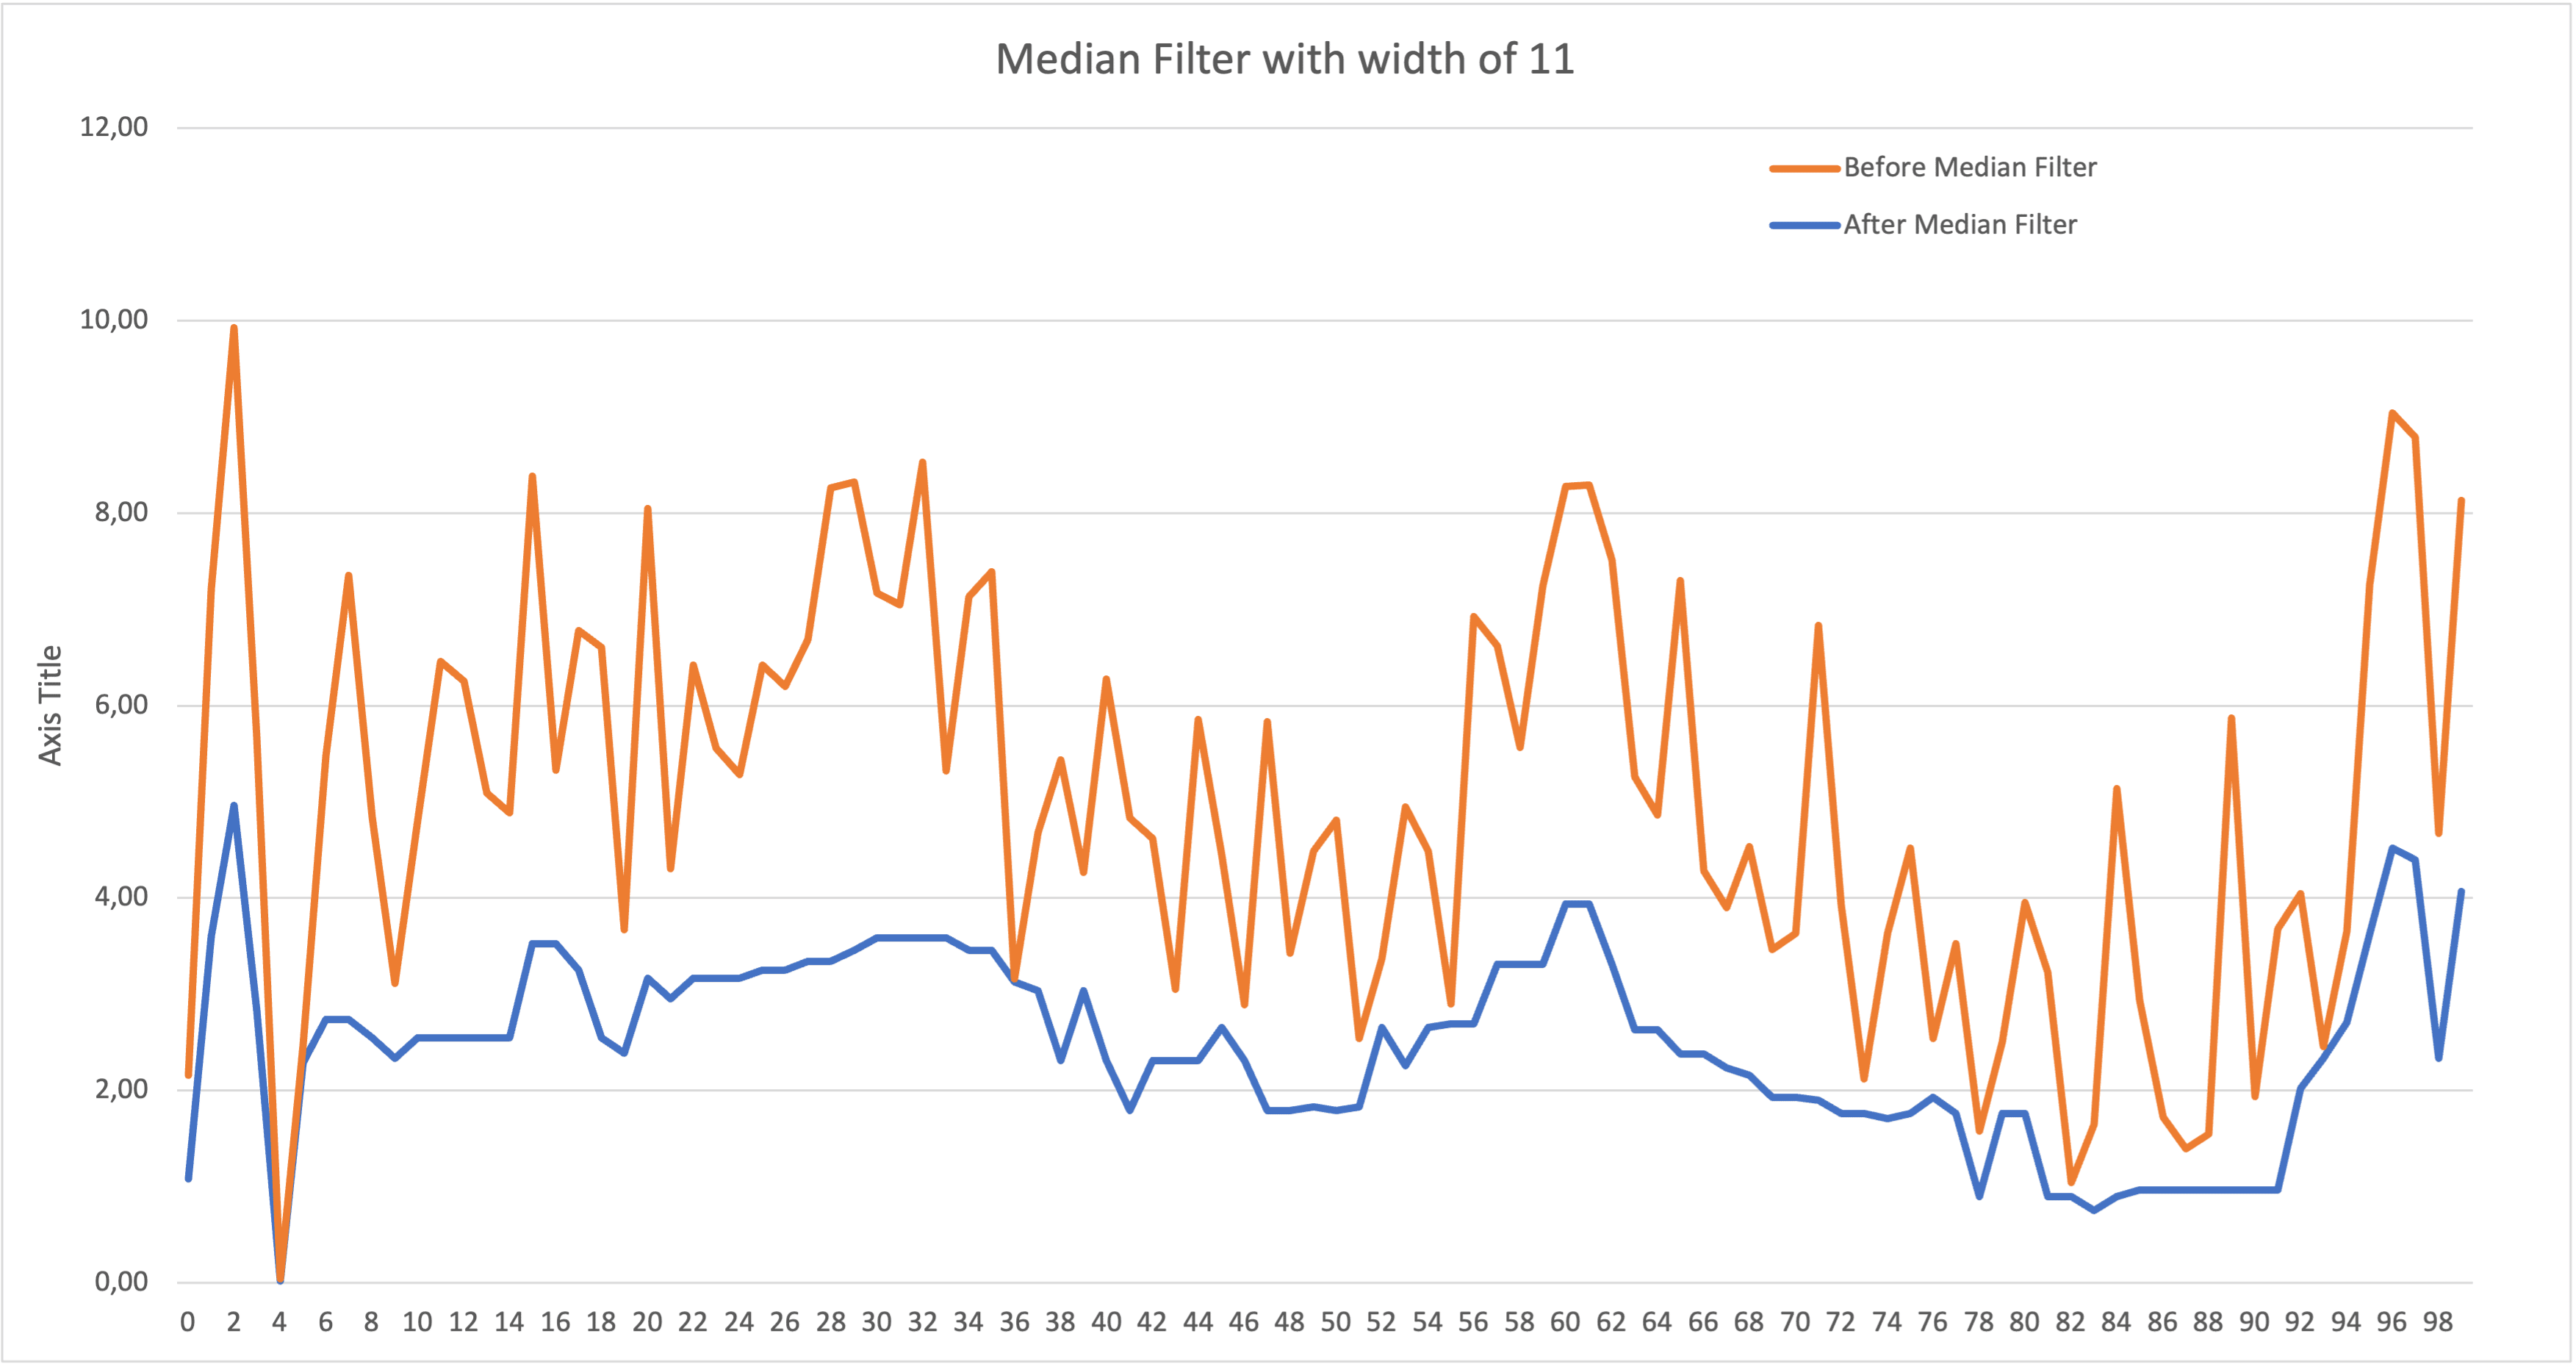 Median Filter with width of 11
12,00
10,00
8,00
6,00
4,00
2,00
0,00
Axis Title
Before Median Filter
After Median Filter
0 2 4 6 8 10 12 14 16 18 20 22 24 26 28 30 32 34 36 38 40 42 44 46 48 50 52 54 56 58 60 62 64 66 68 70 72 74 76 78 80 82 84 86 88 90 92 94 96 98